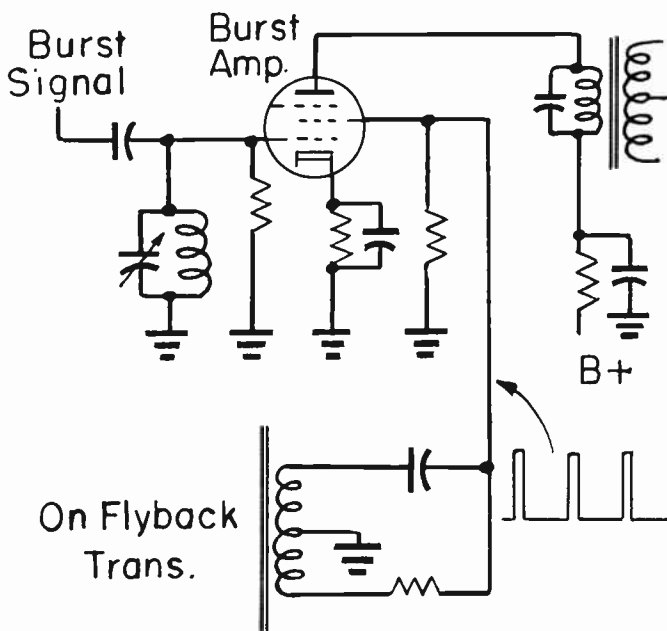 Burst
Signal
Burst
Amp.
B+
On Flyback
Trans.